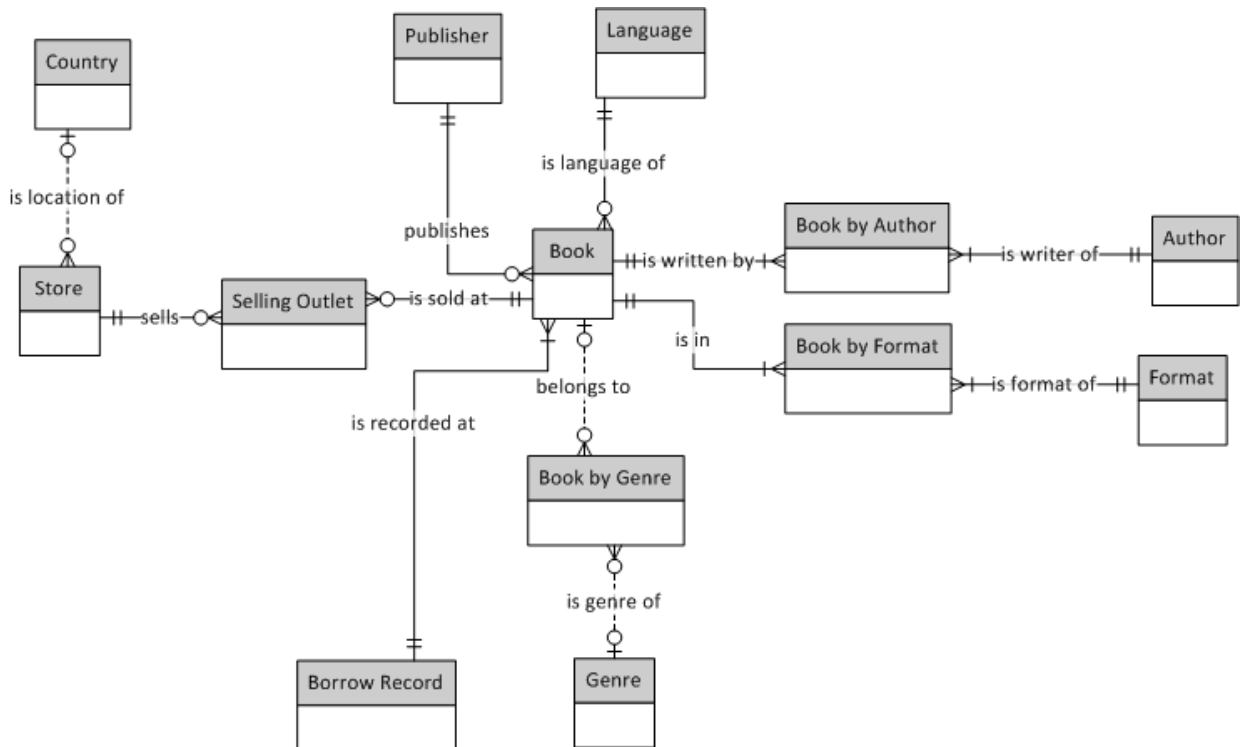 Publisher
Language
Country
is language of
is location of
publishes
Book
Book by Author
Author
is written by
is writer of
Store
Selling Outlet
is sold at
sells
is in
Book by Format
Format
is format of
belongs to
is recorded at
Book by Genre
is genre of
Borrow Record
Genre